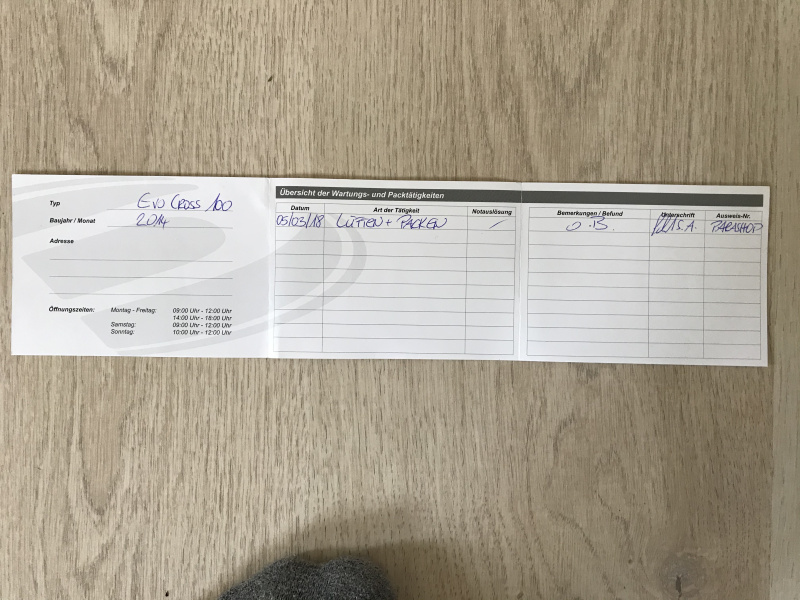 Typ Evo Cross 100
Baujahr / Monat 2014
Adresse
Öffnungszeiten: Montag - Freitag: 09:00 Uhr - 12:00 Uhr
14:00 Uhr - 18:00 Uhr
Samstag: 09:00 Uhr - 12:00 Uhr
Sonntag: 10:00 Uhr - 12:00 Uhr
Übersicht der Wartungs- und Packtätigkeiten
Datum Art der Tätigkeit Notauslösung Bemerkungen / Befund Unterschrift Ausweis-Nr.
05/03/18 LÜFTEN + PACKEN / O.B. PARASHOP